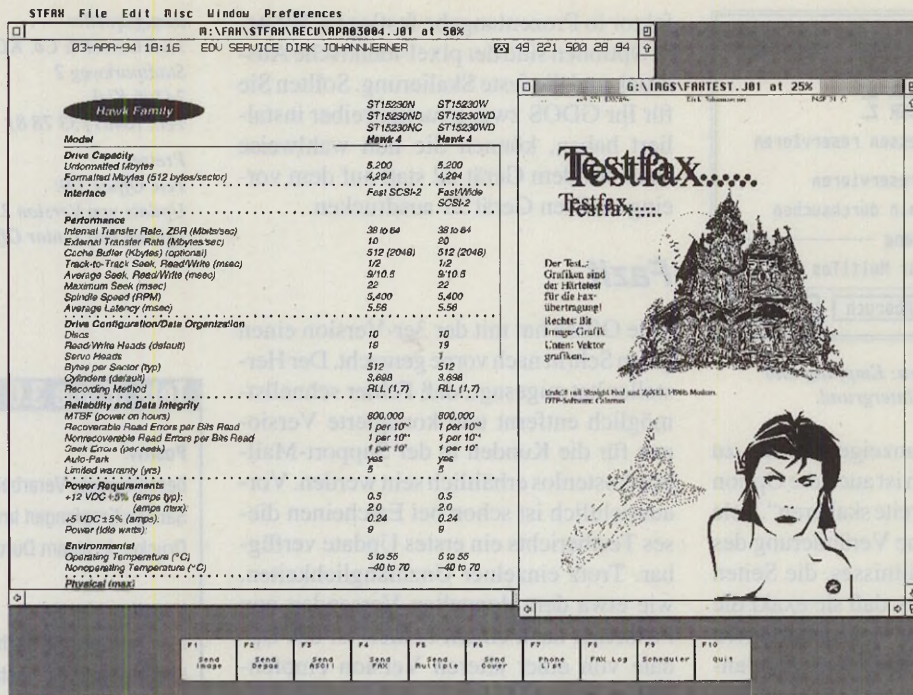 STFAX File Edit Misc Window Preferences
M:\FAX\STFAX\RECV\APR03004.J01 at 50%
03-APR-94 18:16 EDV SERVICE DIRK JOHANNWERNER 49 221 500 28 94
Hawk Family
ST15230N ST15230W
ST15230ND ST15230WD
ST15230NC ST15230WC
Model Hawk 4 Hawk 4
Drive Capacity
Unformatted Mbytes 5,200 5,200
Formatted Mbytes (512 bytes/sector) 4,294 4,294
Interface Fast SCSI-2 Fast/Wide
SCSI-2
Performance
Internal Transfer Rate, ZBR (Mbits/sec) 38 to 64 38 to 64
External Transfer Rate (Mbytes/sec) 10 20
Cache Buffer (Kbytes) (optional) 512 (2048) 512 (2048)
Track-to-Track Seek, Read/Write (msec) 1/2 1/2
Average Seek, Read/Write (msec) 9/10.5 9/10.5
Maximum Seek (msec) 22 22
Spindle Speed (RPM) 5,400 5,400
Average Latency (msec) 5.56 5.56
Drive Configuration/Data Organization
Discs 10 10
Read/Write Heads (default) 19 19
Servo Heads 1 1
Bytes per Sector (typ) 512 512
Cylinders (default) 3,698 3,698
Recording Method RLL (1,7) RLL (1,7)
Reliability and Data Integrity
MTBF (power on hours) 800,000 800,000
Recoverable Read Errors per Bits Read 1 per 10 1 per 10
Nonrecoverable Read Errors per Bits Read 1 per 10 1 per 10
Seek Errors (per seeks) 1 per 10 1 per 10
Auto-Park yes yes
Limited warranty (yrs) 5 5
Power Requirements
+12 VDC ±5% (amps typ): 0.5 0.5
(amps max): 2.0 2.0
+5 VDC ±5% (amps): 0.24 0.24
Power (idle watts):
Environmental
Operating Temperature (°C) 5 to 55
Nonoperating Temperature (°C) –40 to 70 –40 to 70
Physical (max)
G:\IMGS\FAXTEST.J01 at 25%
Testfax.....
Testfax.....
Der Test..:
Grafiken sind
der Härtetest
für die Fax-
übertragung!
Rechts: Bit
Image-Grafik
Unten: Vektor
grafiken...
F1 Send Image
F2 Send Degas
F3 Send ASCII
F4 Send FAX
F5 Send Multiple
F6 Send Cover
F7 Phone List
F8 FAX Log
F9 Scheduler
F10 Quit